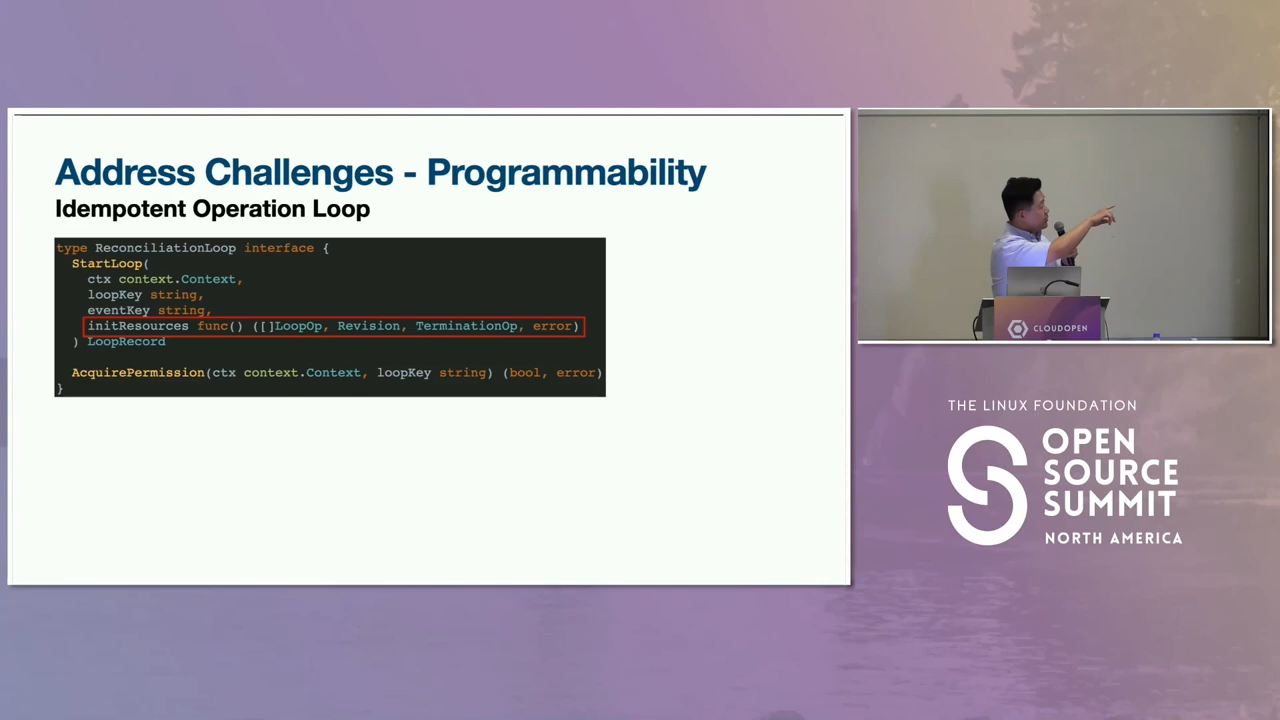 Address Challenges - Programmability
Idempotent Operation Loop
type ReconciliationLoop interface {
StartLoop(
ctx context.Context,
loopKey string,
eventKey string,
initResources func() ([]LoopOp, Revision, TerminationOp, error)
) LoopRecord
AcquirePermission(ctx context.Context, loopKey string) (bool, error)
}
CLOUDOPEN
THE LINUX FOUNDATION
OPEN
SOURCE
SUMMIT
NORTH AMERICA